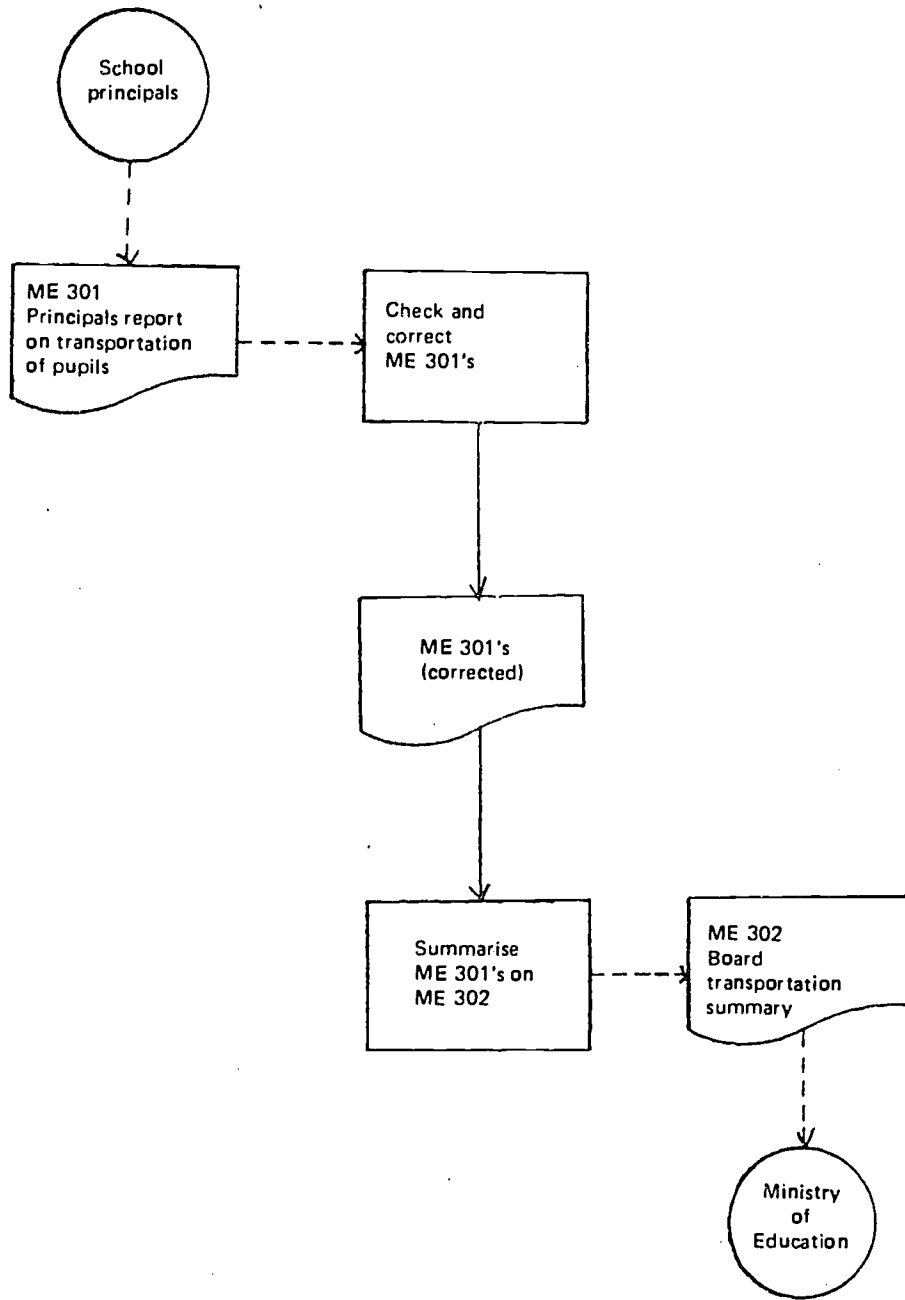 School
principals
ME 301
Principals report
on transportation
of pupils
Check and
correct
ME 301's
ME 301's
(corrected)
Summarise
ME 301's on
ME 302
ME 302
Board
transportation
summary
Ministry
of
Education